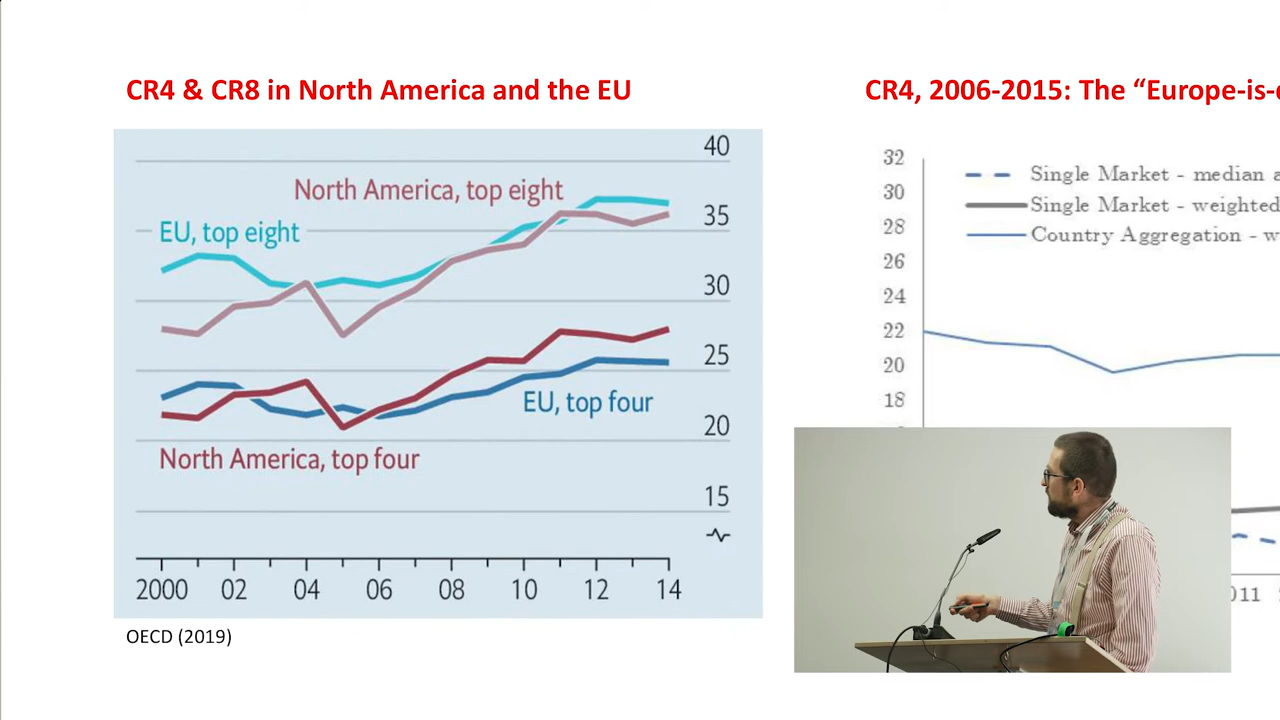 CR4 & CR8 in North America and the EU
40
North America, top eight
35
EU, top eight
30
25
EU, top four
20
North America, top four
15
2000 02 04 06 08 10 12 14
OECD (2019)
CR4, 2006-2015: The “Europe-is-
32
30
28
26
24
22
20
18
Single Market - median a
Single Market - weighted
Country Aggregation - w
011